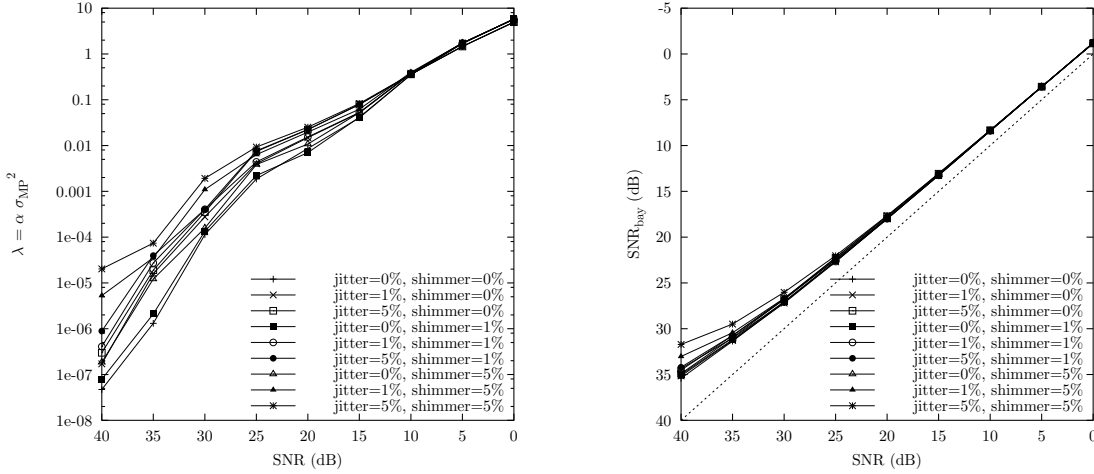 10
1
0.1
0.01
0.001
1e-04
1e-05
1e-06
1e-07
1e-08
λ = α σ_MP^2
40 35 30 25 20 15 10 5 0
SNR (dB)
jitter=0%, shimmer=0%
jitter=1%, shimmer=0%
jitter=5%, shimmer=0%
jitter=0%, shimmer=1%
jitter=1%, shimmer=1%
jitter=5%, shimmer=1%
jitter=0%, shimmer=5%
jitter=1%, shimmer=5%
jitter=5%, shimmer=5%
-5
0
5
10
15
20
25
30
35
40
SNR_bay (dB)
40 35 30 25 20 15 10 5 0
SNR (dB)
jitter=0%, shimmer=0%
jitter=1%, shimmer=0%
jitter=5%, shimmer=0%
jitter=0%, shimmer=1%
jitter=1%, shimmer=1%
jitter=5%, shimmer=1%
jitter=0%, shimmer=5%
jitter=1%, shimmer=5%
jitter=5%, shimmer=5%